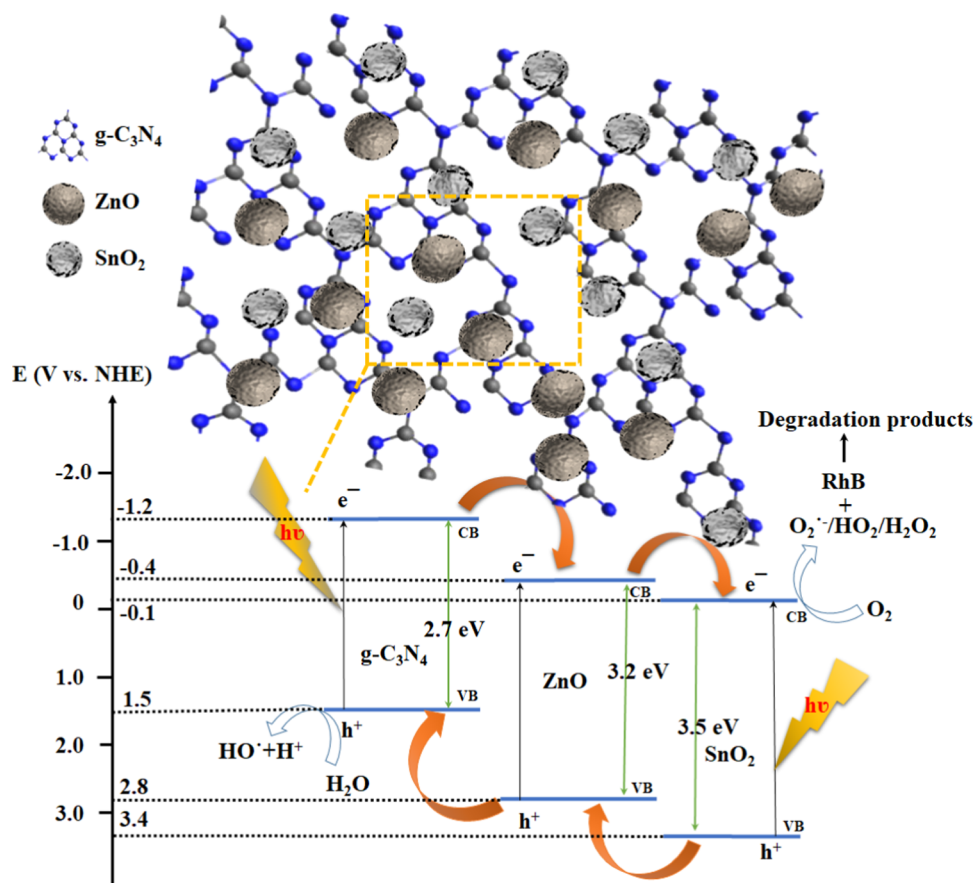 g-C₃N₄
ZnO
SnO₂
E (V vs. NHE)
Degradation products
RhB
+
O₂˙⁻/HO₂/H₂O₂
-2.0
-1.2
-1.0
-0.4
0
-0.1
1.0
1.5
2.0
2.8
3.0
3.4
hυ
e⁻
CB
2.7 eV
g-C₃N₄
VB
h⁺
HO˙+H⁺
H₂O
e⁻
CB
ZnO
3.2 eV
VB
h⁺
e⁻
CB
O₂
3.5 eV
SnO₂
hυ
VB
h⁺